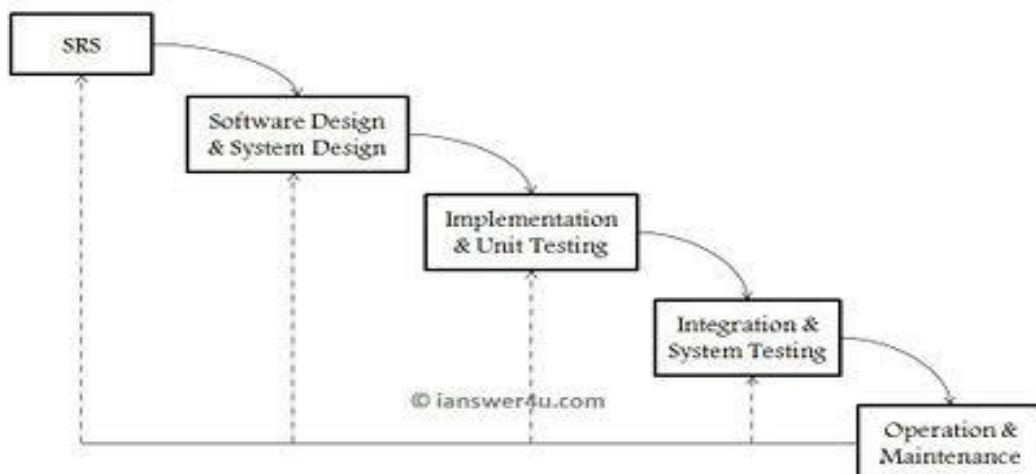 SRS
Software Design
& System Design
Implementation
& Unit Testing
Integration &
System Testing
© ianswer4u.com
Operation &
Maintenance